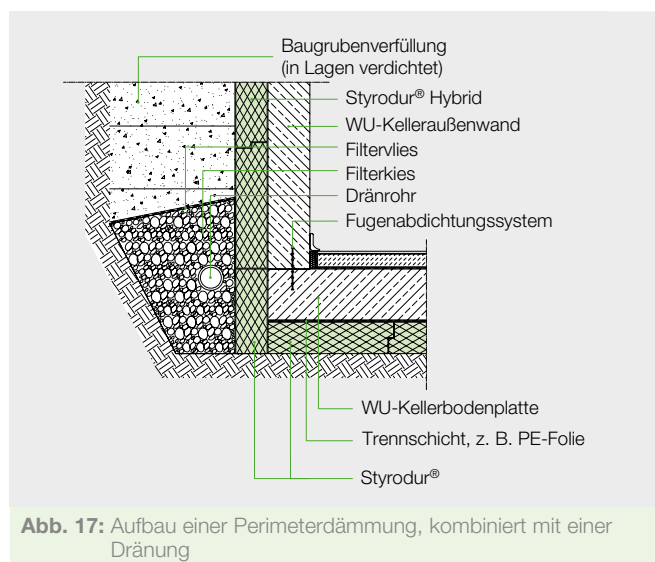 Baugrubenverfüllung
(in Lagen verdichtet)
Styrodur® Hybrid
WU-Kelleraußenwand
Filtervlies
Filterkies
Dränrohr
Fugenabdichtungssystem
WU-Kellerbodenplatte
Trennschicht, z. B. PE-Folie
Styrodur®
Abb. 17: Aufbau einer Perimeterdämmung, kombiniert mit einer
Dränung